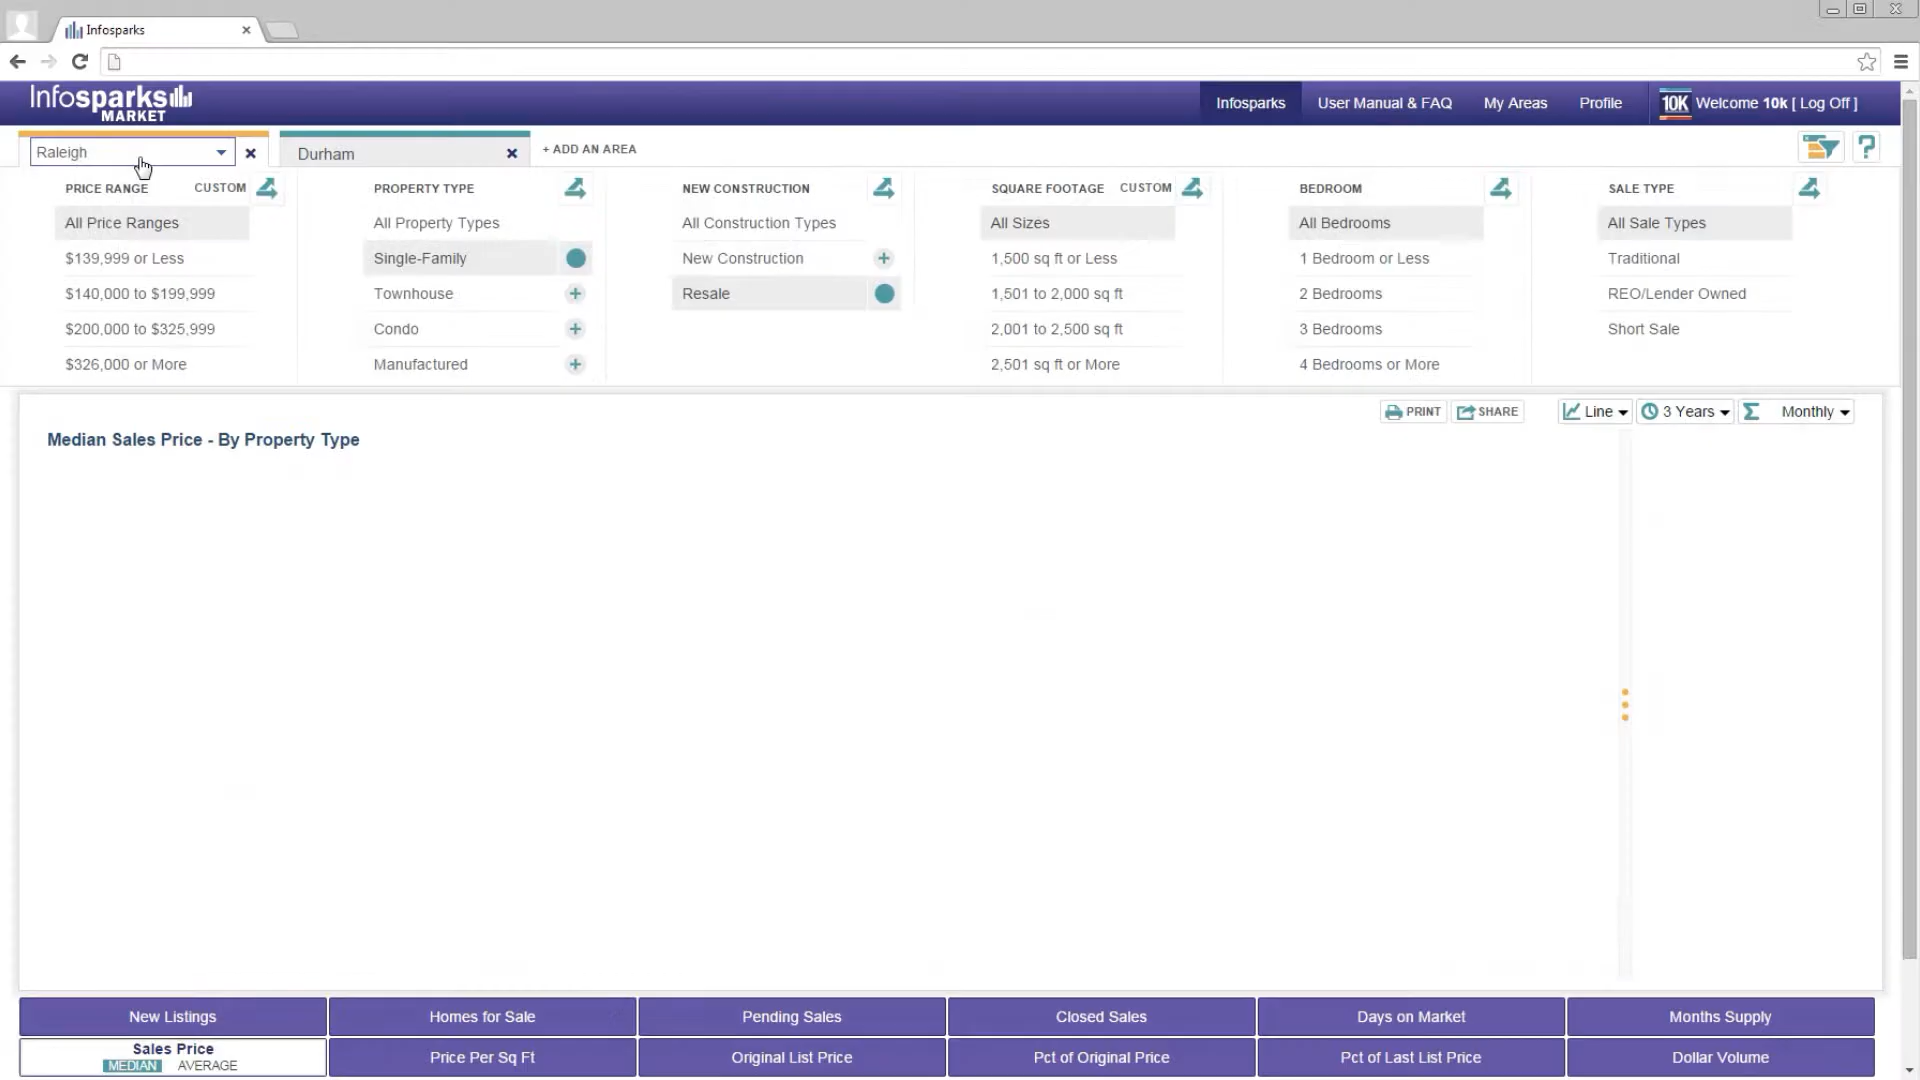 Infosparks
Infosparks
MARKET
Infosparks
User Manual & FAQ
My Areas
Profile
10K
Welcome 10k [ Log Off ]
Raleigh
Durham
+ ADD AN AREA
?
PRICE RANGE
CUSTOM
PROPERTY TYPE
NEW CONSTRUCTION
SQUARE FOOTAGE
CUSTOM
BEDROOM
SALE TYPE
All Price Ranges
All Property Types
All Construction Types
All Sizes
All Bedrooms
All Sale Types
$139,999 or Less
Single-Family
New Construction
1,500 sq ft or Less
1 Bedroom or Less
Traditional
$140,000 to $199,999
Townhouse
Resale
1,501 to 2,000 sq ft
2 Bedrooms
REO/Lender Owned
$200,000 to $325,999
Condo
2,001 to 2,500 sq ft
3 Bedrooms
Short Sale
$326,000 or More
Manufactured
2,501 sq ft or More
4 Bedrooms or More
PRINT
SHARE
Line
3 Years
Monthly
Median Sales Price - By Property Type
New Listings
Homes for Sale
Pending Sales
Closed Sales
Days on Market
Months Supply
Sales Price
MEDIAN AVERAGE
Price Per Sq Ft
Original List Price
Pct of Original Price
Pct of Last List Price
Dollar Volume